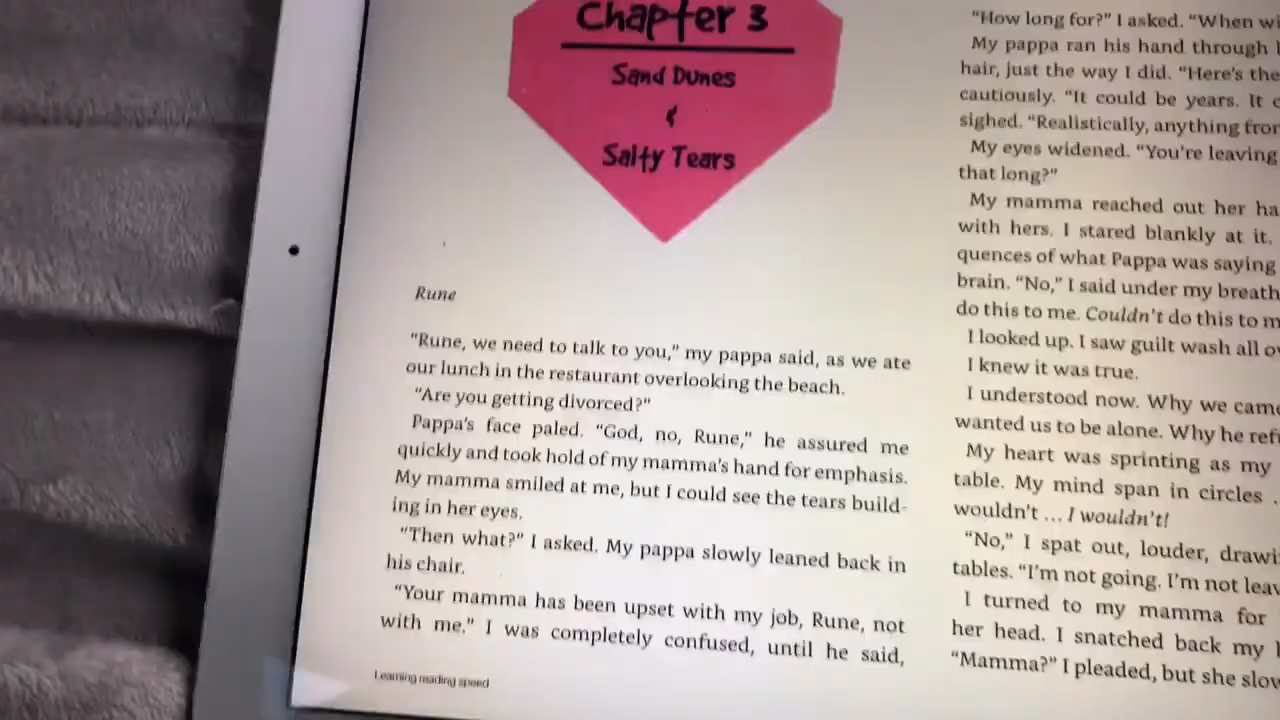 Chapter 3
Sand Dunes
&
Salty Tears
Rune
“Rune, we need to talk to you,” my pappa said, as we ate
our lunch in the restaurant overlooking the beach.
“Are you getting divorced?”
Pappa’s face paled. “God, no, Rune,” he assured me
quickly and took hold of my mamma’s hand for emphasis.
My mamma smiled at me, but I could see the tears build-
ing in her eyes.
“Then what?” I asked. My pappa slowly leaned back in
his chair.
“Your mamma has been upset with my job, Rune, not
with me.” I was completely confused, until he said,
Learning reading speed
“How long for?” I asked. “When
My pappa ran his hand through
hair, just the way I did. “Here’s the
cautiously. “It could be years. It
sighed. “Realistically, anything
My eyes widened. “You’re leaving
that long?”
My mamma reached out her
with hers. I stared blankly at it.
quences of what Pappa was saying
brain. “No,” I said under my breath
do this to me. Couldn’t do this to
I looked up. I saw guilt wash all
I knew it was true.
I understood now. Why we
wanted us to be alone. Why he
My heart was sprinting as my
table. My mind span in circles .
wouldn’t … I wouldn’t!
“No,” I spat out, louder,
tables. “I’m not going. I’m not
I turned to my mamma for
her head. I snatched back my
“Mamma?” I pleaded, but she